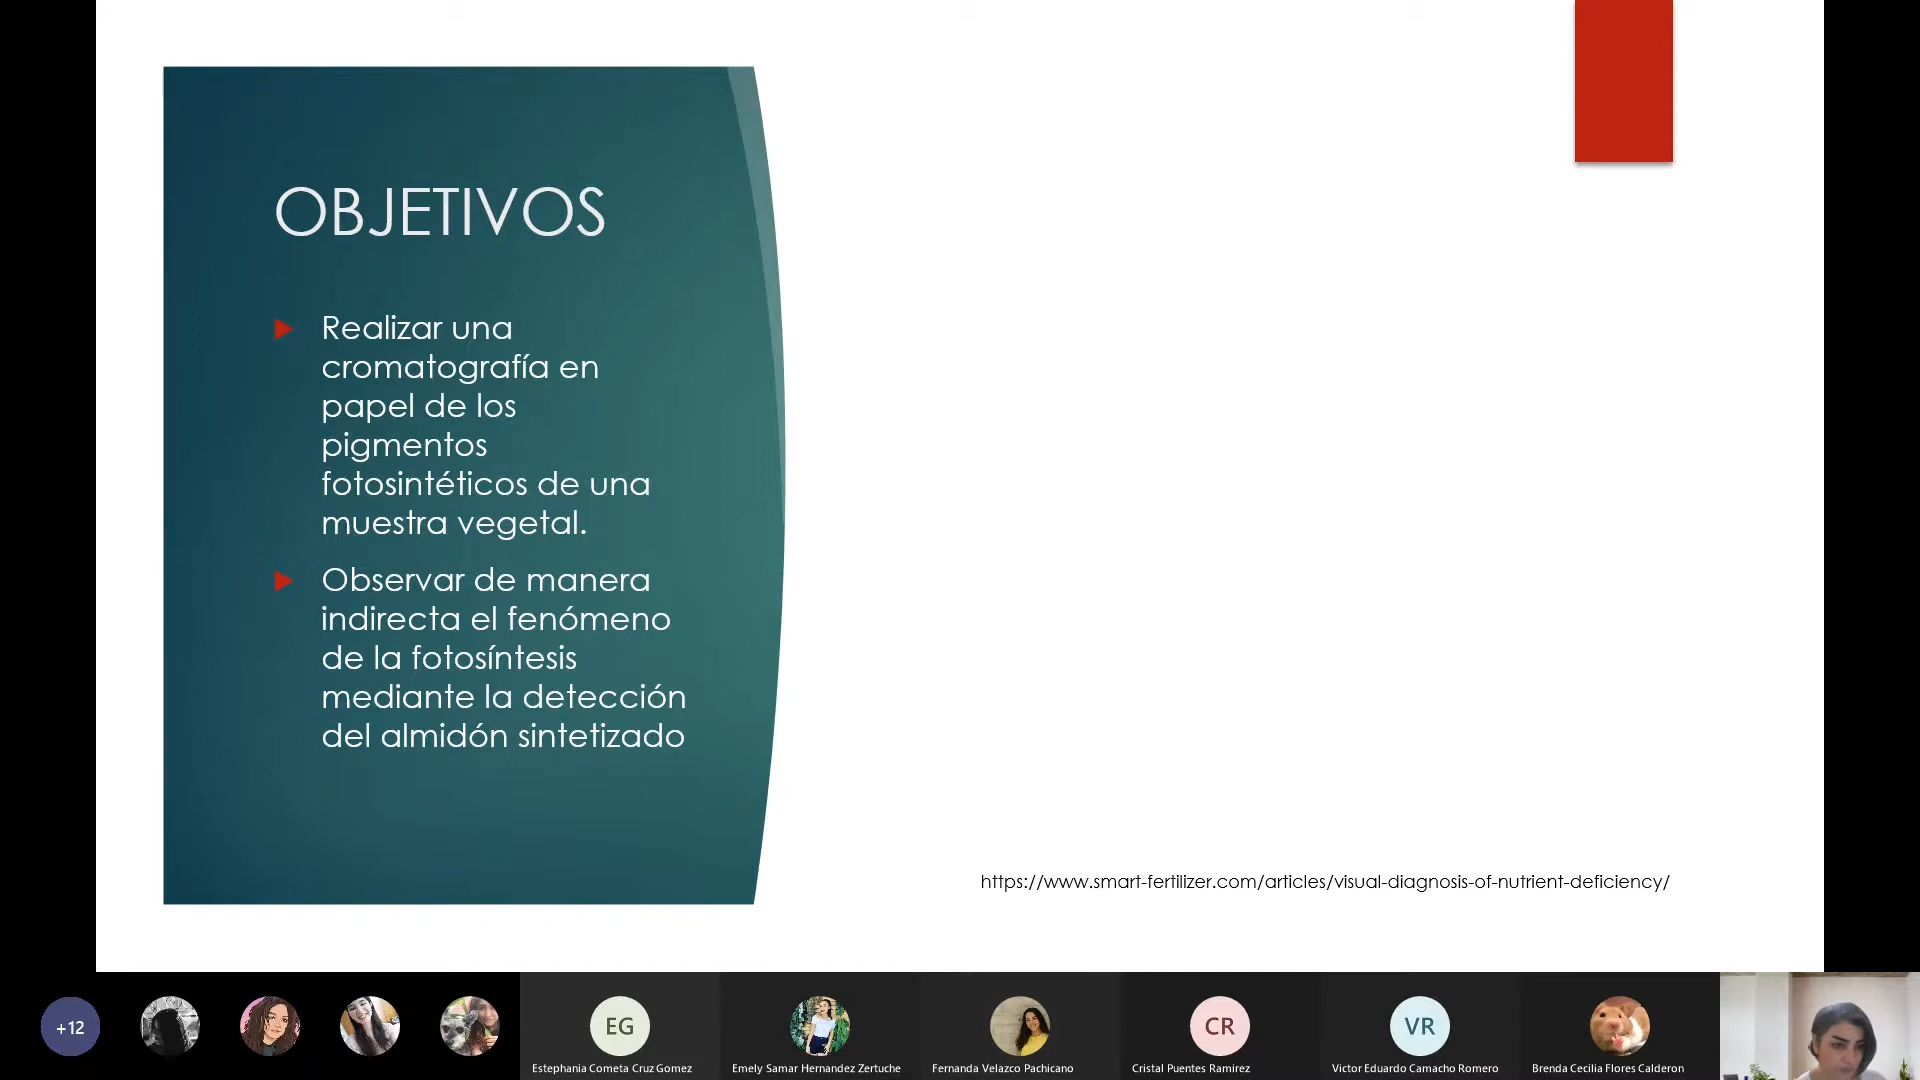 OBJETIVOS
Realizar una
cromatografía en
papel de los
pigmentos
fotosintéticos de una
muestra vegetal.
Observar de manera
indirecta el fenómeno
de la fotosíntesis
mediante la detección
del almidón sintetizado
https://www.smart-fertilizer.com/articles/visual-diagnosis-of-nutrient-deficiency/
+12
EG
CR
VR
Estephania Cometa Cruz Gomez
Emely Samar Hernandez Zertuche
Fernanda Velazco Pachicano
Cristal Puentes Ramirez
Victor Eduardo Camacho Romero
Brenda Cecilia Flores Calderon